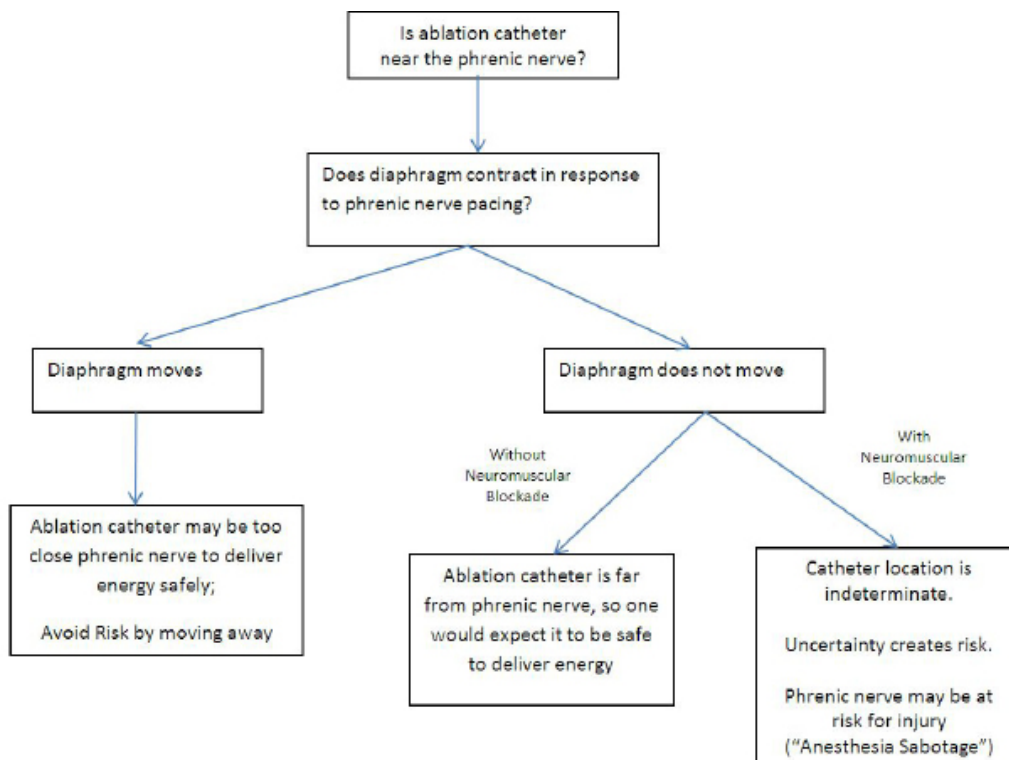 Is ablation catheter
near the phrenic nerve?
Does diaphragm contract in response
to phrenic nerve pacing?
Diaphragm moves
Diaphragm does not move
Without
Neuromuscular
Blockade
With
Neuromuscular
Blockade
Ablation catheter may be too
close phrenic nerve to deliver
energy safely;
Avoid Risk by moving away
Ablation catheter is far
from phrenic nerve, so one
would expect it to be safe
to deliver energy
Catheter location is
indeterminate.
Uncertainty creates risk.
Phrenic nerve may be at
risk for injury
(“Anesthesia Sabotage”)